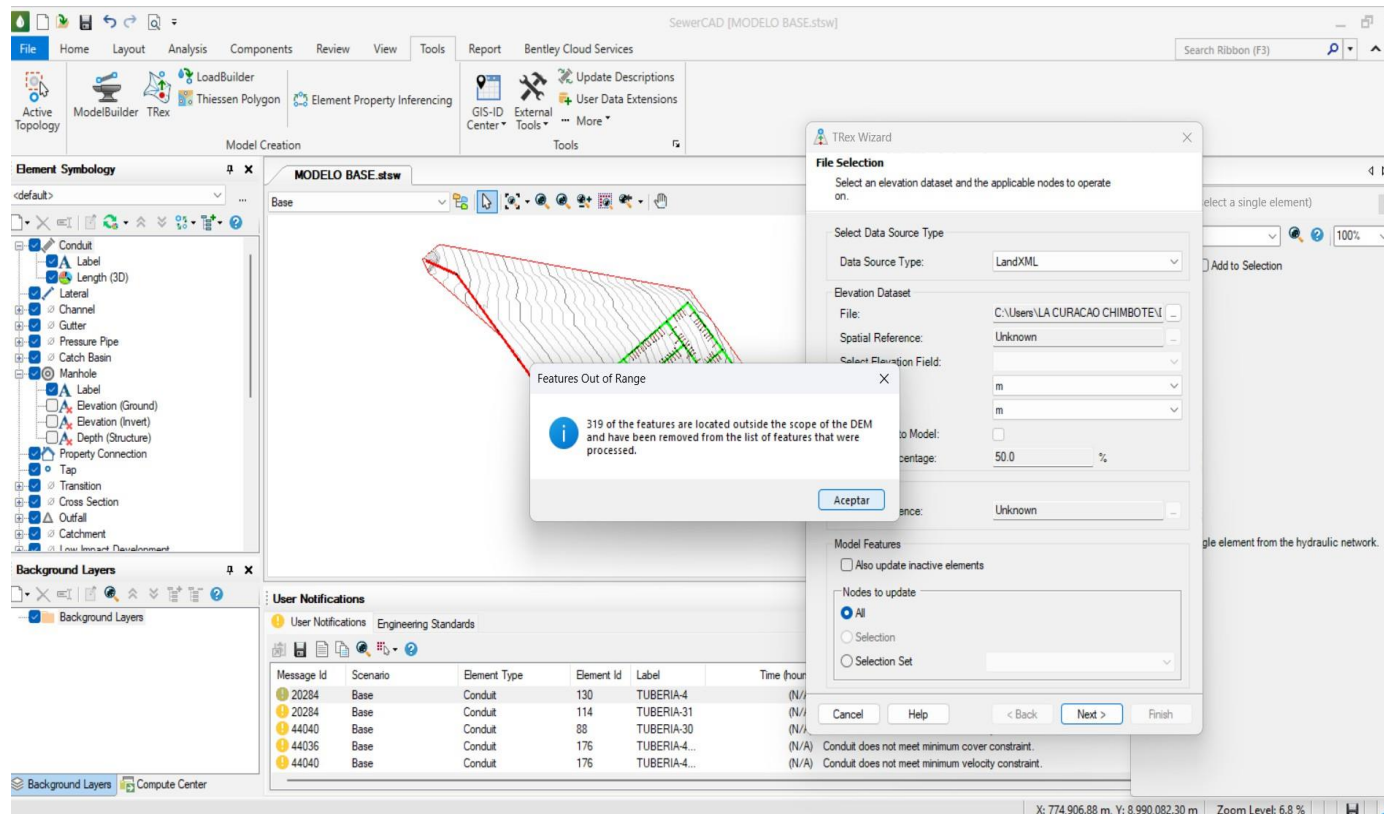 SewerCAD [MODELO BASE.stsw]
File Home Layout Analysis Components Review View Tools Report Bentley Cloud Services
Search Ribbon (F3)
Active Topology
ModelBuilder
TRex
LoadBuilder
Thiessen Polygon
Element Property Inferencing
Model Creation
GIS-ID Center
External Tools
Update Descriptions
User Data Extensions
More
Tools
Element Symbology
<default>
...
Conduit
Label
Length (3D)
Lateral
Channel
Gutter
Pressure Pipe
Catch Basin
Manhole
Label
Elevation (Ground)
Elevation (Invert)
Depth (Structure)
Property Connection
Tap
Transition
Cross Section
Outfall
Catchment
Low Impact Development
Background Layers
Background Layers
Background Layers Compute Center
MODELO BASE.stsw
Base
Features Out of Range
319 of the features are located outside the scope of the DEM
and have been removed from the list of features that were
processed.
Aceptar
User Notifications
User Notifications Engineering Standards
Message Id Scenario Element Type Element Id Label Time (hour
20284 Base Conduit 130 TUBERIA-4 (N/
20284 Base Conduit 114 TUBERIA-31 (N/
44040 Base Conduit 88 TUBERIA-30 (N/
44036 Base Conduit 176 TUBERIA-4... (N/A) Conduit does not meet minimum cover constraint.
44040 Base Conduit 176 TUBERIA-4... (N/A) Conduit does not meet minimum velocity constraint.
TRex Wizard
File Selection
Select an elevation dataset and the applicable nodes to operate
on.
Select Data Source Type
Data Source Type: LandXML
Elevation Dataset
File: C:\Users\LA CURACAO CHIMBOTE\ ...
Spatial Reference: Unknown ...
Select Elevation Field:
m
m
to Model:
centage: 50.0 %
ence: Unknown ...
Model Features
Also update inactive elements
Nodes to update
All
Selection
Selection Set
Cancel Help < Back Next > Finish
elect a single element)
100%
Add to Selection
gle element from the hydraulic network.
X: 774,906.88 m, Y: 8,990,082.30 m Zoom Level: 6.8 %